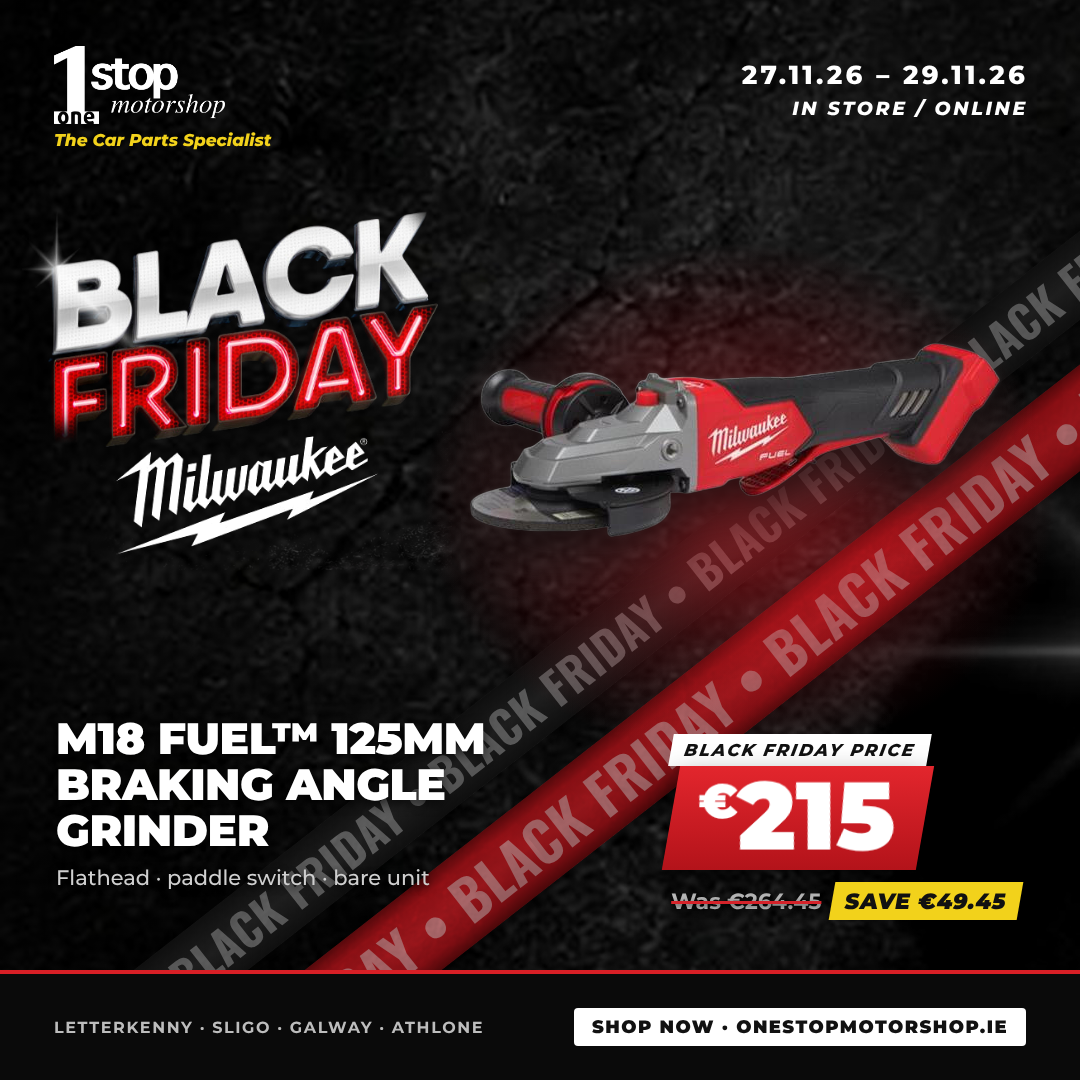 1stop
one motorshop
The Car Parts Specialist
27.11.26 – 29.11.26
IN STORE / ONLINE
BLACK
FRIDAY
Milwaukee®
Milwaukee
FUEL
BLACK FRIDAY • BLACK FRIDAY • BLACK FRIDAY • BLACK FR
AY • BLACK FRIDAY • BLACK FRIDAY •
M18 FUEL™ 125MM
BRAKING ANGLE
GRINDER
Flathead · paddle switch · bare unit
BLACK FRIDAY PRICE
€215
Was €264.45
SAVE €49.45
LETTERKENNY · SLIGO · GALWAY · ATHLONE
SHOP NOW · ONESTOPMOTORSHOP.IE